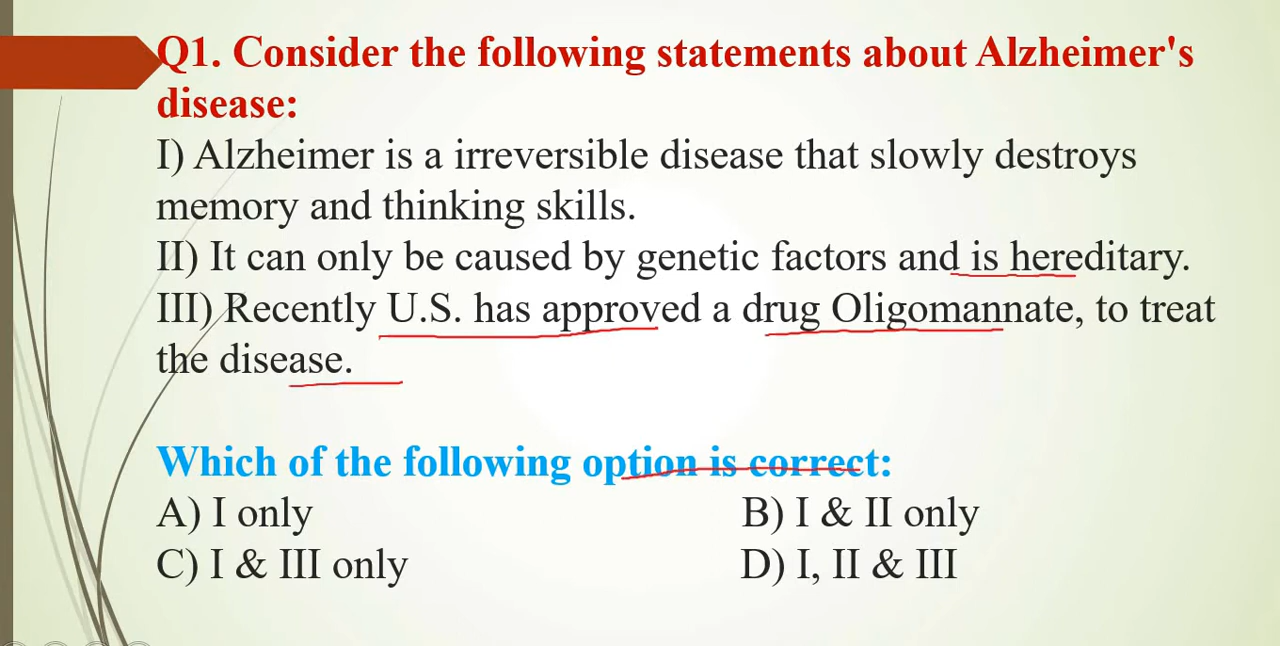 Q1. Consider the following statements about Alzheimer's
disease:
I) Alzheimer is a irreversible disease that slowly destroys
memory and thinking skills.
II) It can only be caused by genetic factors and is hereditary.
III) Recently U.S. has approved a drug Oligomannate, to treat
the disease.
Which of the following option is correct:
A) I only B) I & II only
C) I & III only D) I, II & III